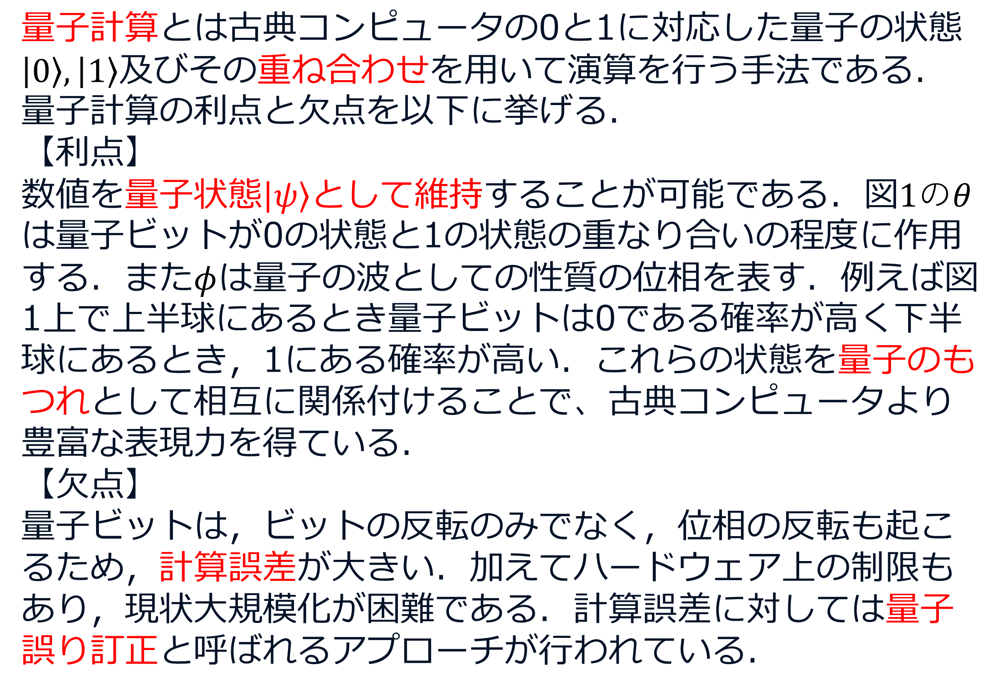 量子計算とは古典コンピュータの0と1に対応した量子の状態
|0⟩,|1⟩及びその重ね合わせを用いて演算を行う手法である．
量子計算の利点と欠点を以下に挙げる．
【利点】
数値を量子状態|ψ⟩として維持することが可能である．図1のθ
は量子ビットが0の状態と1の状態の重なり合いの程度に作用
する．またϕは量子の波としての性質の位相を表す．例えば図
1上で上半球にあるとき量子ビットは0である確率が高く下半
球にあるとき，1にある確率が高い．これらの状態を量子のも
つれとして相互に関係付けることで、古典コンピュータより
豊富な表現力を得ている．
【欠点】
量子ビットは，ビットの反転のみでなく，位相の反転も起こ
るため，計算誤差が大きい．加えてハードウェア上の制限も
あり，現状大規模化が困難である．計算誤差に対しては量子
誤り訂正と呼ばれるアプローチが行われている．